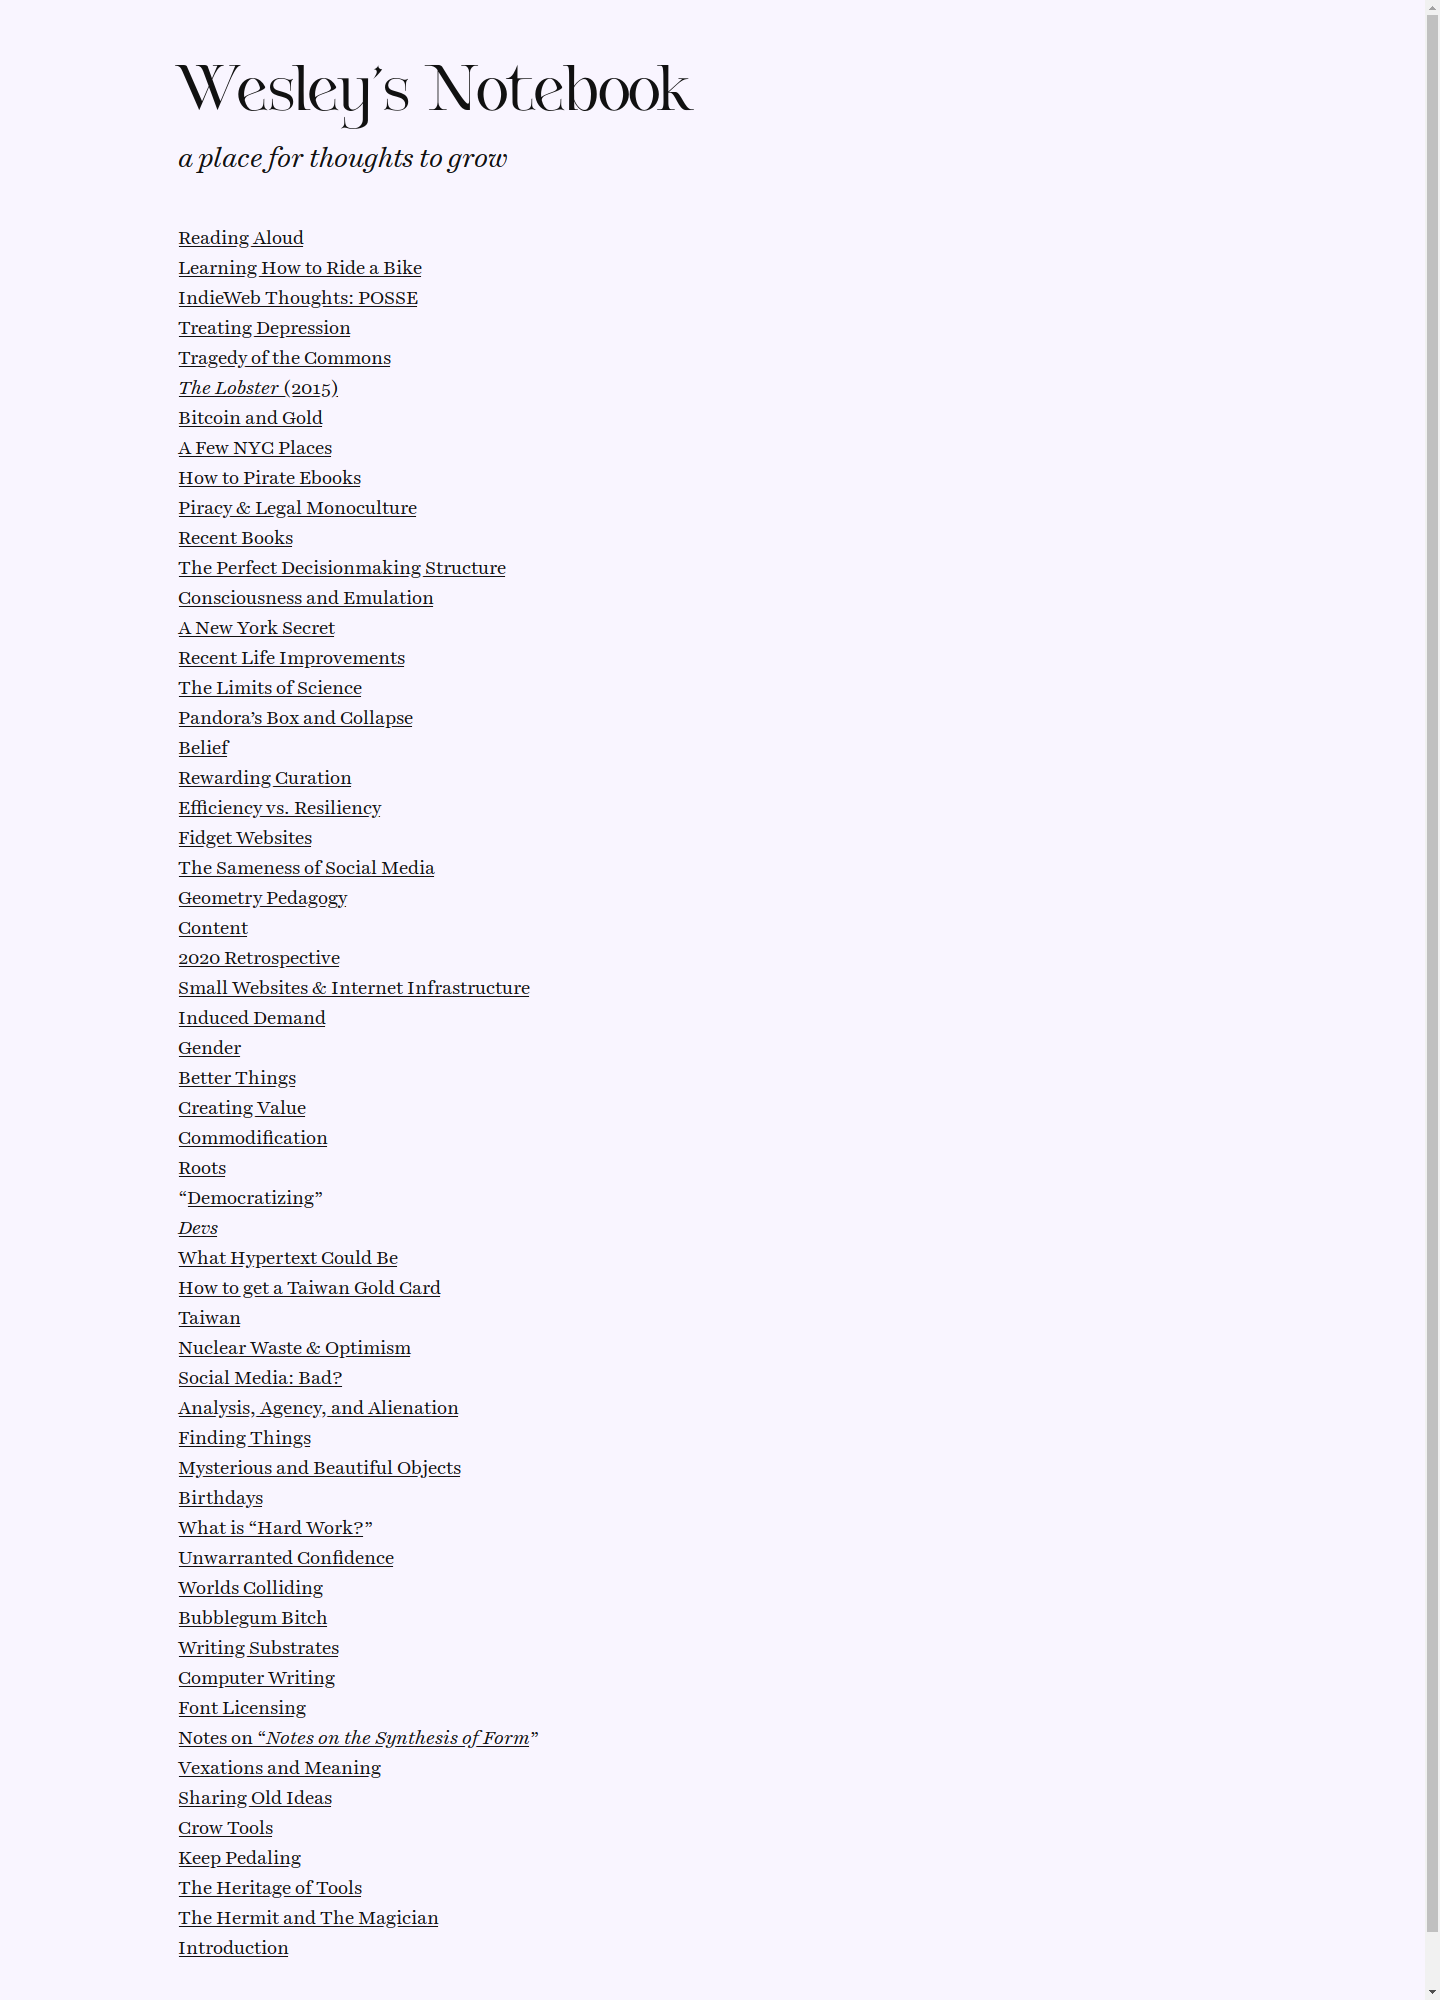 Wesley’s Notebook
a place for thoughts to grow
Reading Aloud
Learning How to Ride a Bike
IndieWeb Thoughts: POSSE
Treating Depression
Tragedy of the Commons
The Lobster (2015)
Bitcoin and Gold
A Few NYC Places
How to Pirate Ebooks
Piracy & Legal Monoculture
Recent Books
The Perfect Decisionmaking Structure
Consciousness and Emulation
A New York Secret
Recent Life Improvements
The Limits of Science
Pandora’s Box and Collapse
Belief
Rewarding Curation
Efficiency vs. Resiliency
Fidget Websites
The Sameness of Social Media
Geometry Pedagogy
Content
2020 Retrospective
Small Websites & Internet Infrastructure
Induced Demand
Gender
Better Things
Creating Value
Commodification
Roots
“Democratizing”
Devs
What Hypertext Could Be
How to get a Taiwan Gold Card
Taiwan
Nuclear Waste & Optimism
Social Media: Bad?
Analysis, Agency, and Alienation
Finding Things
Mysterious and Beautiful Objects
Birthdays
What is “Hard Work?”
Unwarranted Confidence
Worlds Colliding
Bubblegum Bitch
Writing Substrates
Computer Writing
Font Licensing
Notes on “Notes on the Synthesis of Form”
Vexations and Meaning
Sharing Old Ideas
Crow Tools
Keep Pedaling
The Heritage of Tools
The Hermit and The Magician
Introduction